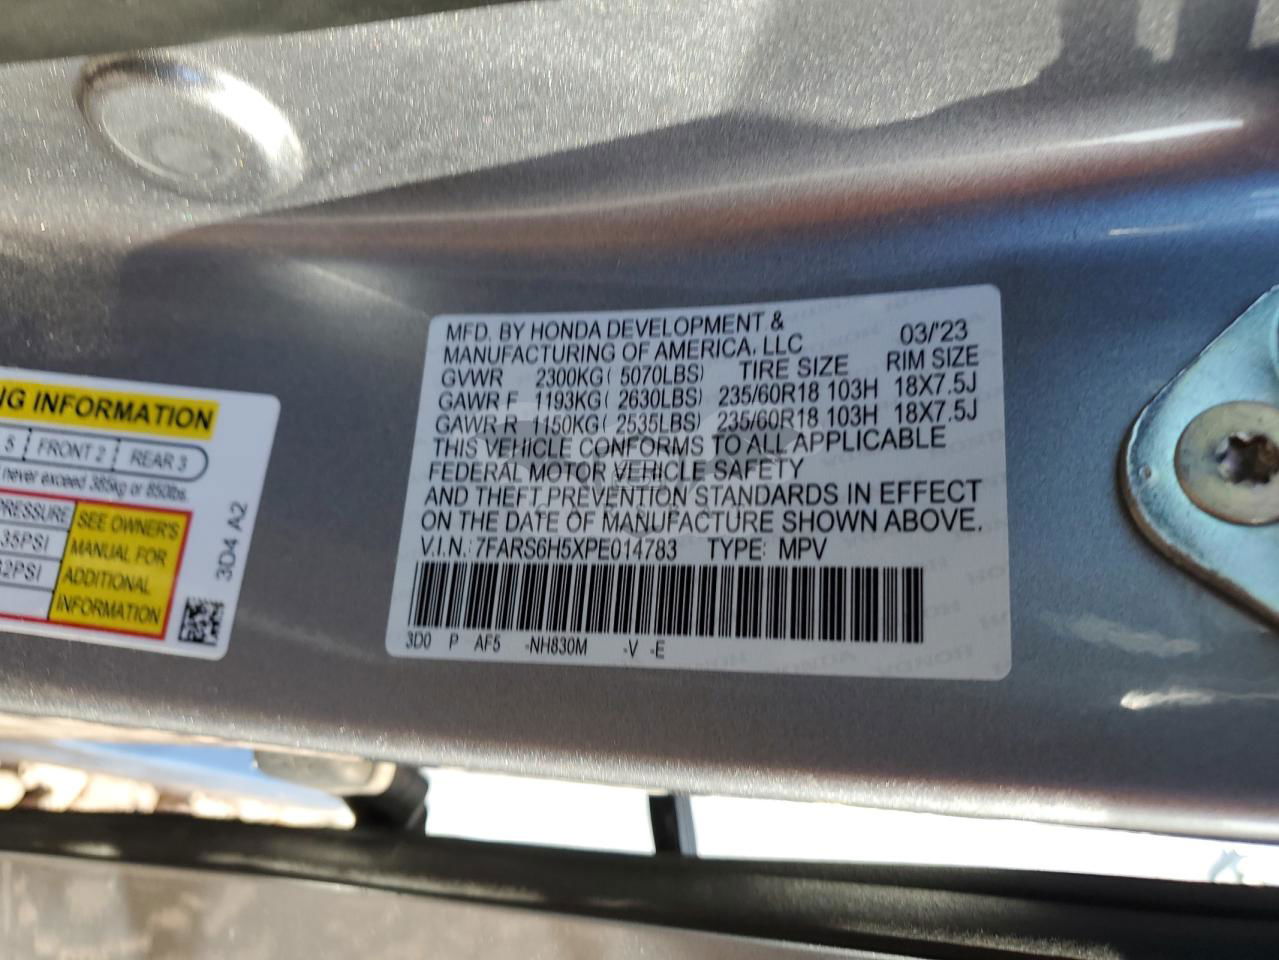 NG INFORMATION
5 FRONT 2 REAR 3
never exceed 385kg or 850lbs.
PRESSURE
35PSI
2PSI
SEE OWNER'S
MANUAL FOR
ADDITIONAL
INFORMATION
3D4 A2
MFD. BY HONDA DEVELOPMENT &
MANUFACTURING OF AMERICA, LLC 03/'23
GVWR 2300KG( 5070LBS) TIRE SIZE RIM SIZE
GAWR F 1193KG( 2630LBS) 235/60R18 103H 18X7.5J
GAWR R 1150KG( 2535LBS) 235/60R18 103H 18X7.5J
THIS VEHICLE CONFORMS TO ALL APPLICABLE
FEDERAL MOTOR VEHICLE SAFETY
AND THEFT PREVENTION STANDARDS IN EFFECT
ON THE DATE OF MANUFACTURE SHOWN ABOVE.
V.I.N.: 7FARS6H5XPE014783 TYPE: MPV
3D0 P AF5 -NH830M -V -E